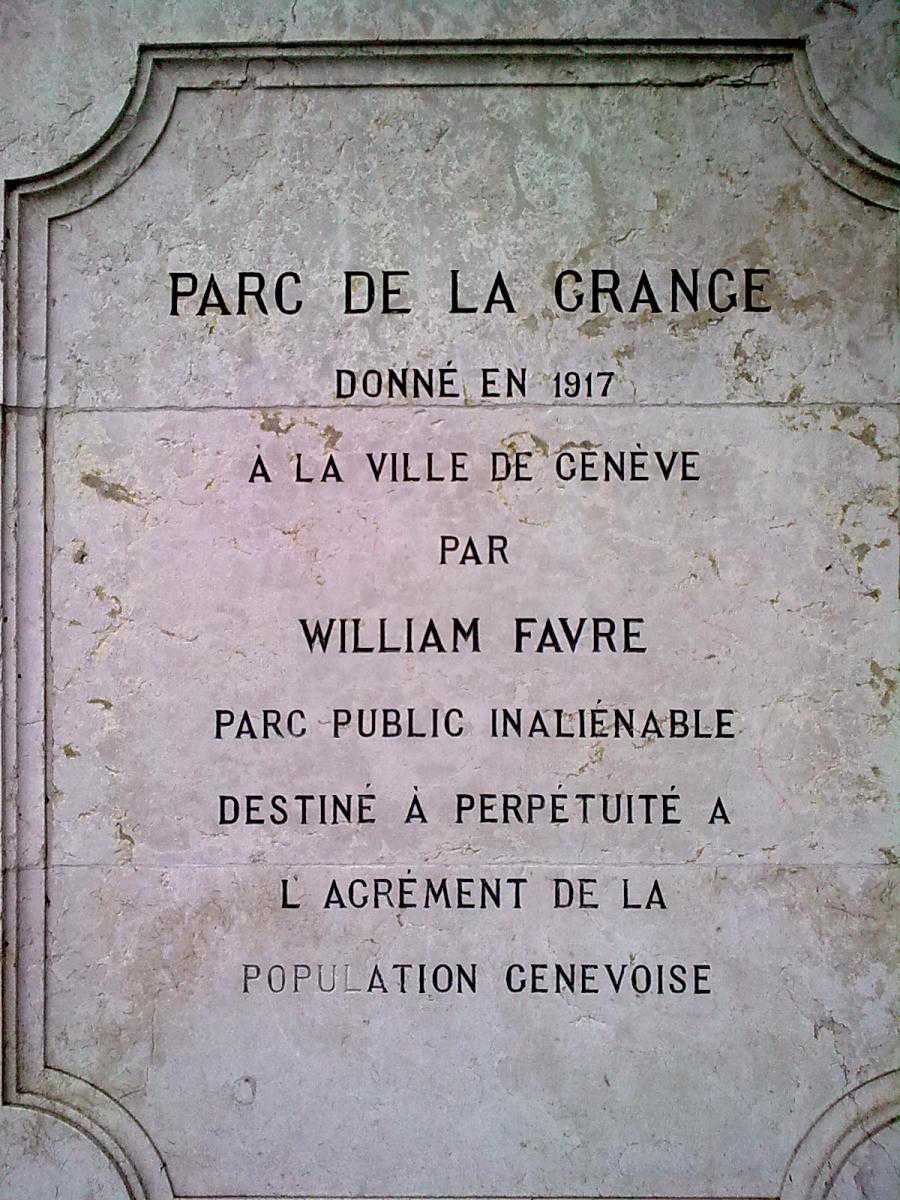 PARC DE LA GRANGE
DONNÉ EN 1917
À LA VILLE DE GENÈVE
PAR
WILLIAM FAVRE
PARC PUBLIC INALIÉNABLE
DESTINÉ À PERPÉTUITÉ A
L AGRÉMENT DE LA
POPULATION GENEVOISE